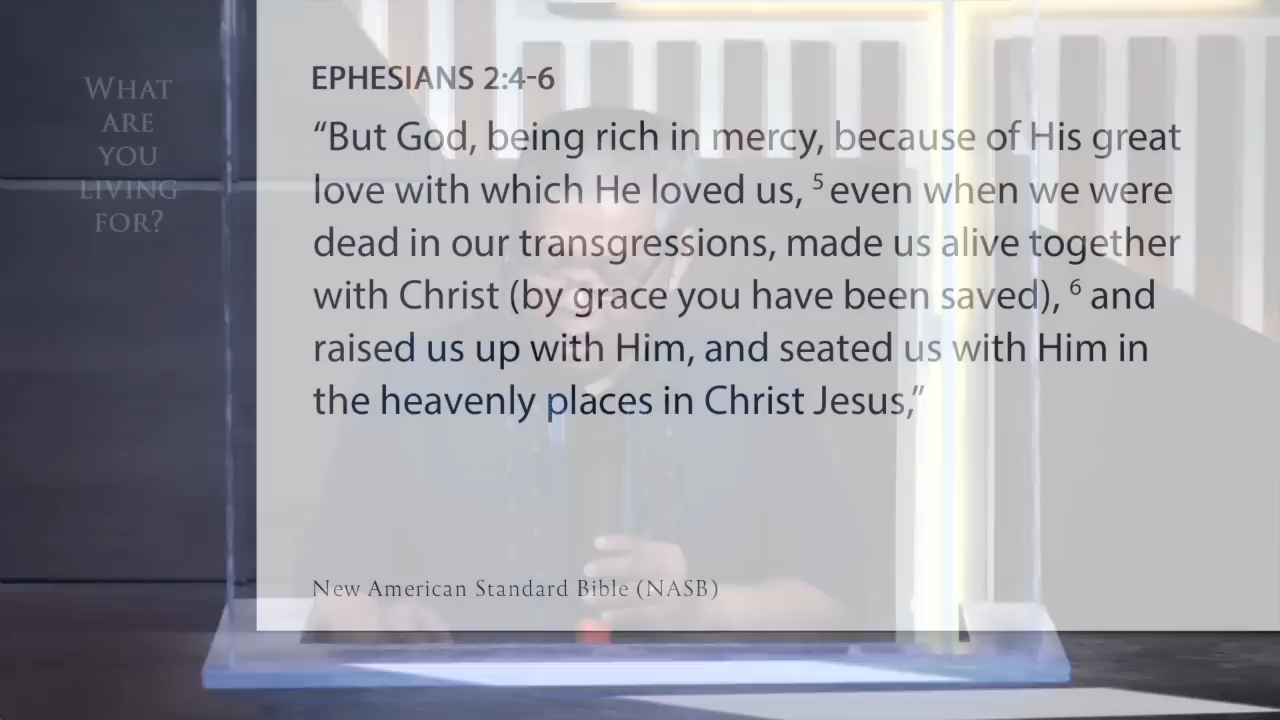 WHAT
ARE
YOU
LIVING
FOR?
EPHESIANS 2:4-6
“But God, being rich in mercy, because of His great
love with which He loved us, ⁵ even when we were
dead in our transgressions, made us alive together
with Christ (by grace you have been saved), ⁶ and
raised us up with Him, and seated us with Him in
the heavenly places in Christ Jesus,”
New American Standard Bible (NASB)